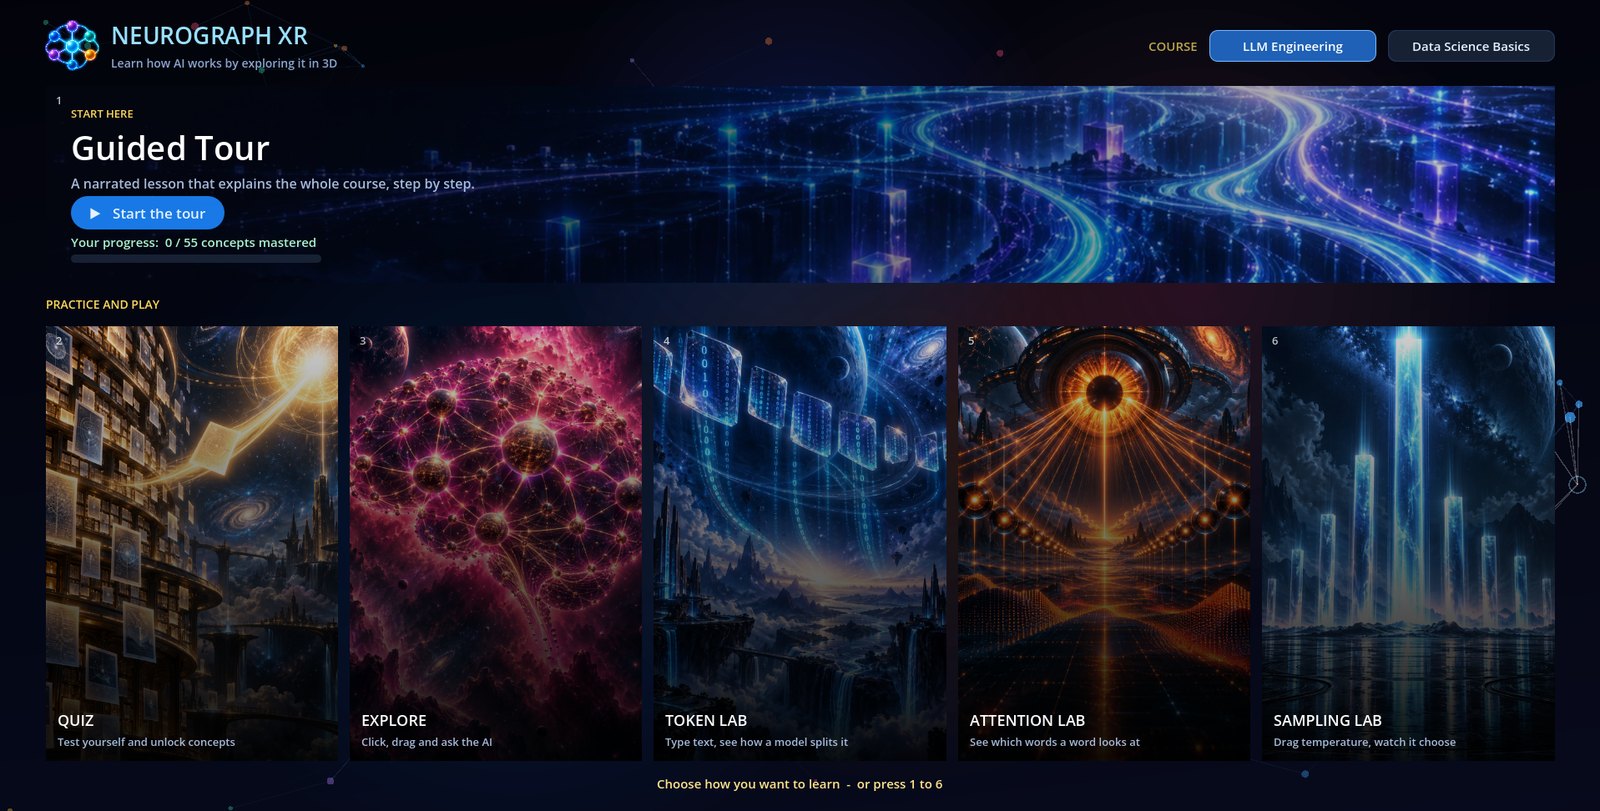 NEUROGRAPH XR
Learn how AI works by exploring it in 3D
COURSE
LLM Engineering
Data Science Basics
1
START HERE
Guided Tour
A narrated lesson that explains the whole course, step by step.
Start the tour
Your progress: 0 / 55 concepts mastered
PRACTICE AND PLAY
2
QUIZ
Test yourself and unlock concepts
3
EXPLORE
Click, drag and ask the AI
4
TOKEN LAB
Type text, see how a model splits it
5
ATTENTION LAB
See which words a word looks at
6
SAMPLING LAB
Drag temperature, watch it choose
Choose how you want to learn - or press 1 to 6